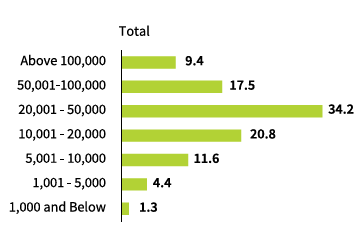 Total
Above 100,000 9.4
50,001-100,000 17.5
20,001 - 50,000 34.2
10,001 - 20,000 20.8
5,001 - 10,000 11.6
1,001 - 5,000 4.4
1,000 and Below 1.3